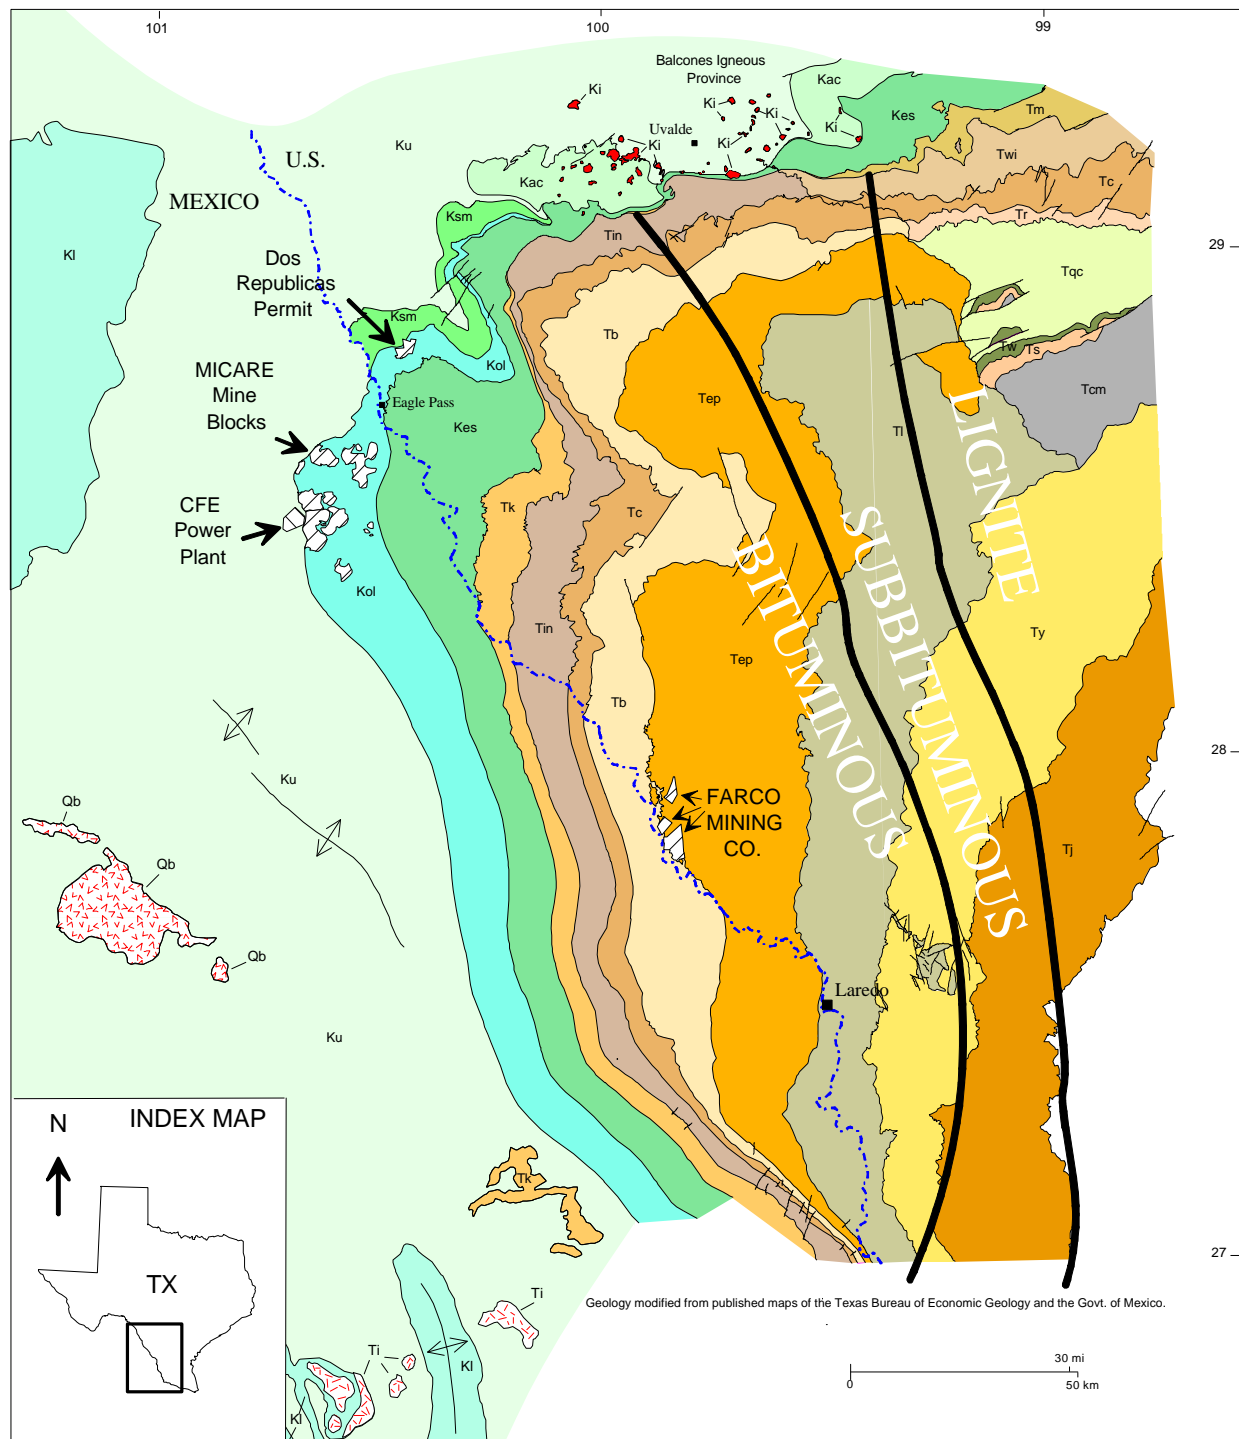 101
100
99
Balcones Igneous
Province
Kac
Ki
Ki
Ki
Kes
Tm
Uvalde
Ki
Ki
Ki
Ku
U.S.
Twi
Kac
MEXICO
Tc
Ksm
Tr
Tin
29
Kl
Dos
Republicas
Permit
Tqc
Ksm
Tb
Tw
Ts
Kol
MICARE
Mine
Blocks
Tcm
Eagle Pass
Tep
Kes
Tl
LIGNITE
CFE
Power
Plant
Tk
Tc
SUBBITUMINOUS
BITUMINOUS
Kol
Tin
Ty
Tep
Tb
28
Ku
Qb
FARCO
MINING
CO.
Qb
Tj
Qb
Laredo
Ku
INDEX MAP
N
TX
Tk
27
Ti
Geology modified from published maps of the Texas Bureau of Economic Geology and the Govt. of Mexico.
Ti
Kl
Kl
30 mi
0
50 km